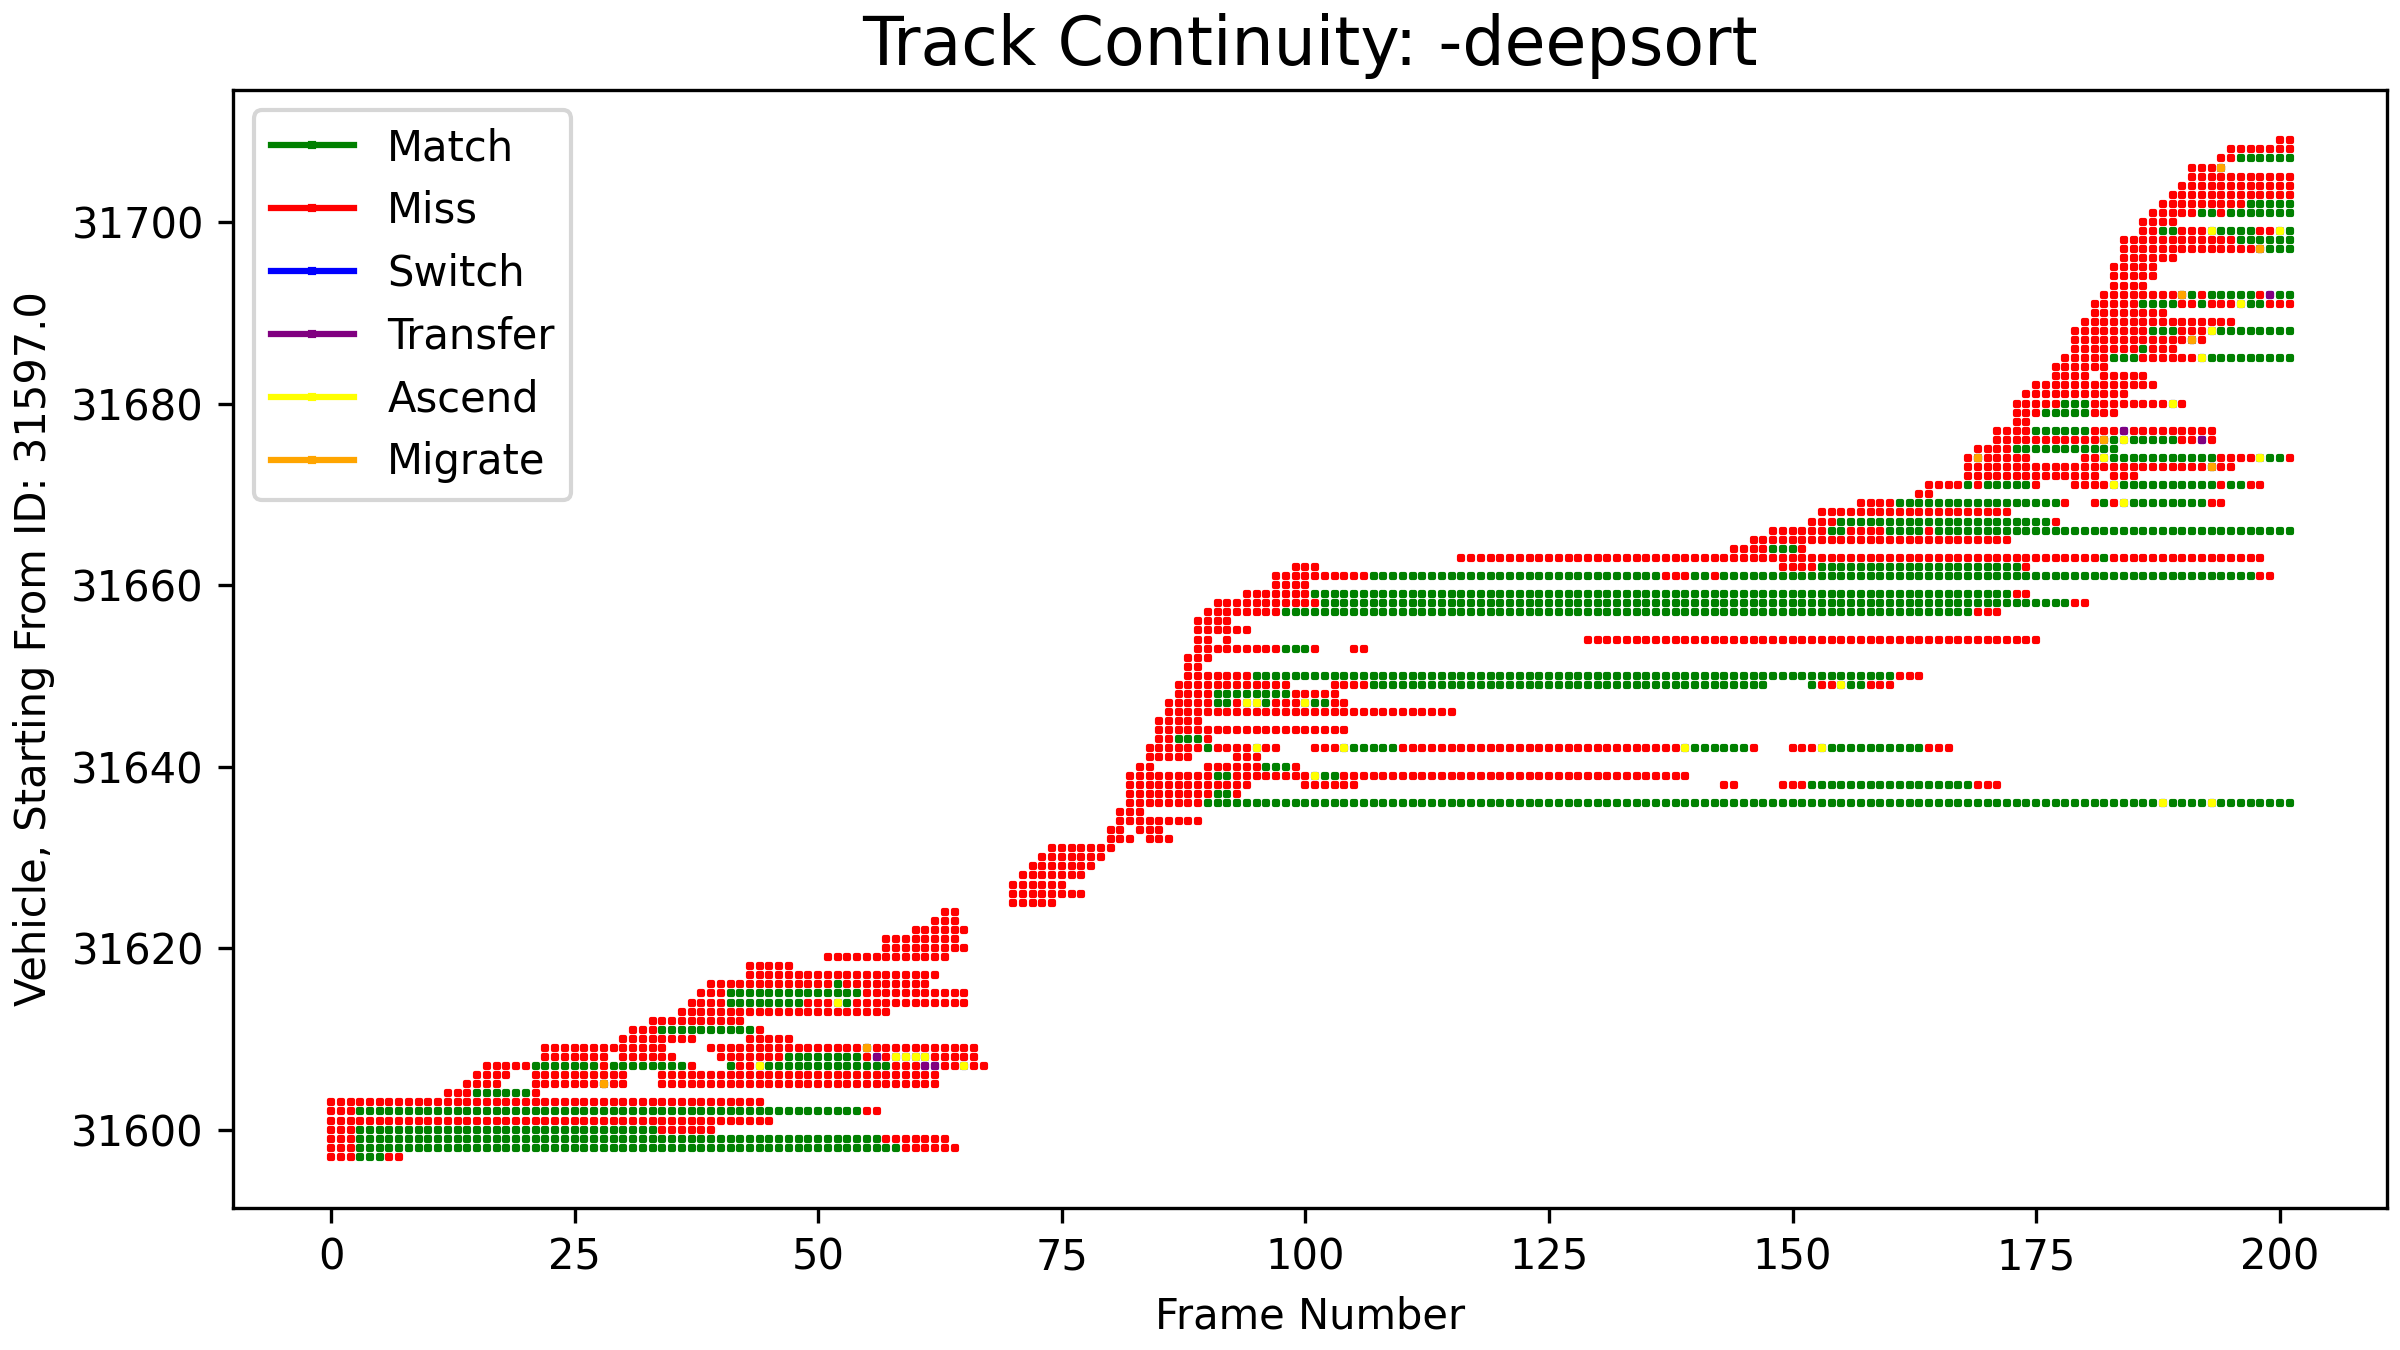 Track Continuity: -deepsort
Match
Miss
Switch
Transfer
Ascend
Migrate
31700
31680
31660
31640
31620
31600
Vehicle, Starting From ID: 31597.0
0 25 50 75 100 125 150 175 200
Frame Number